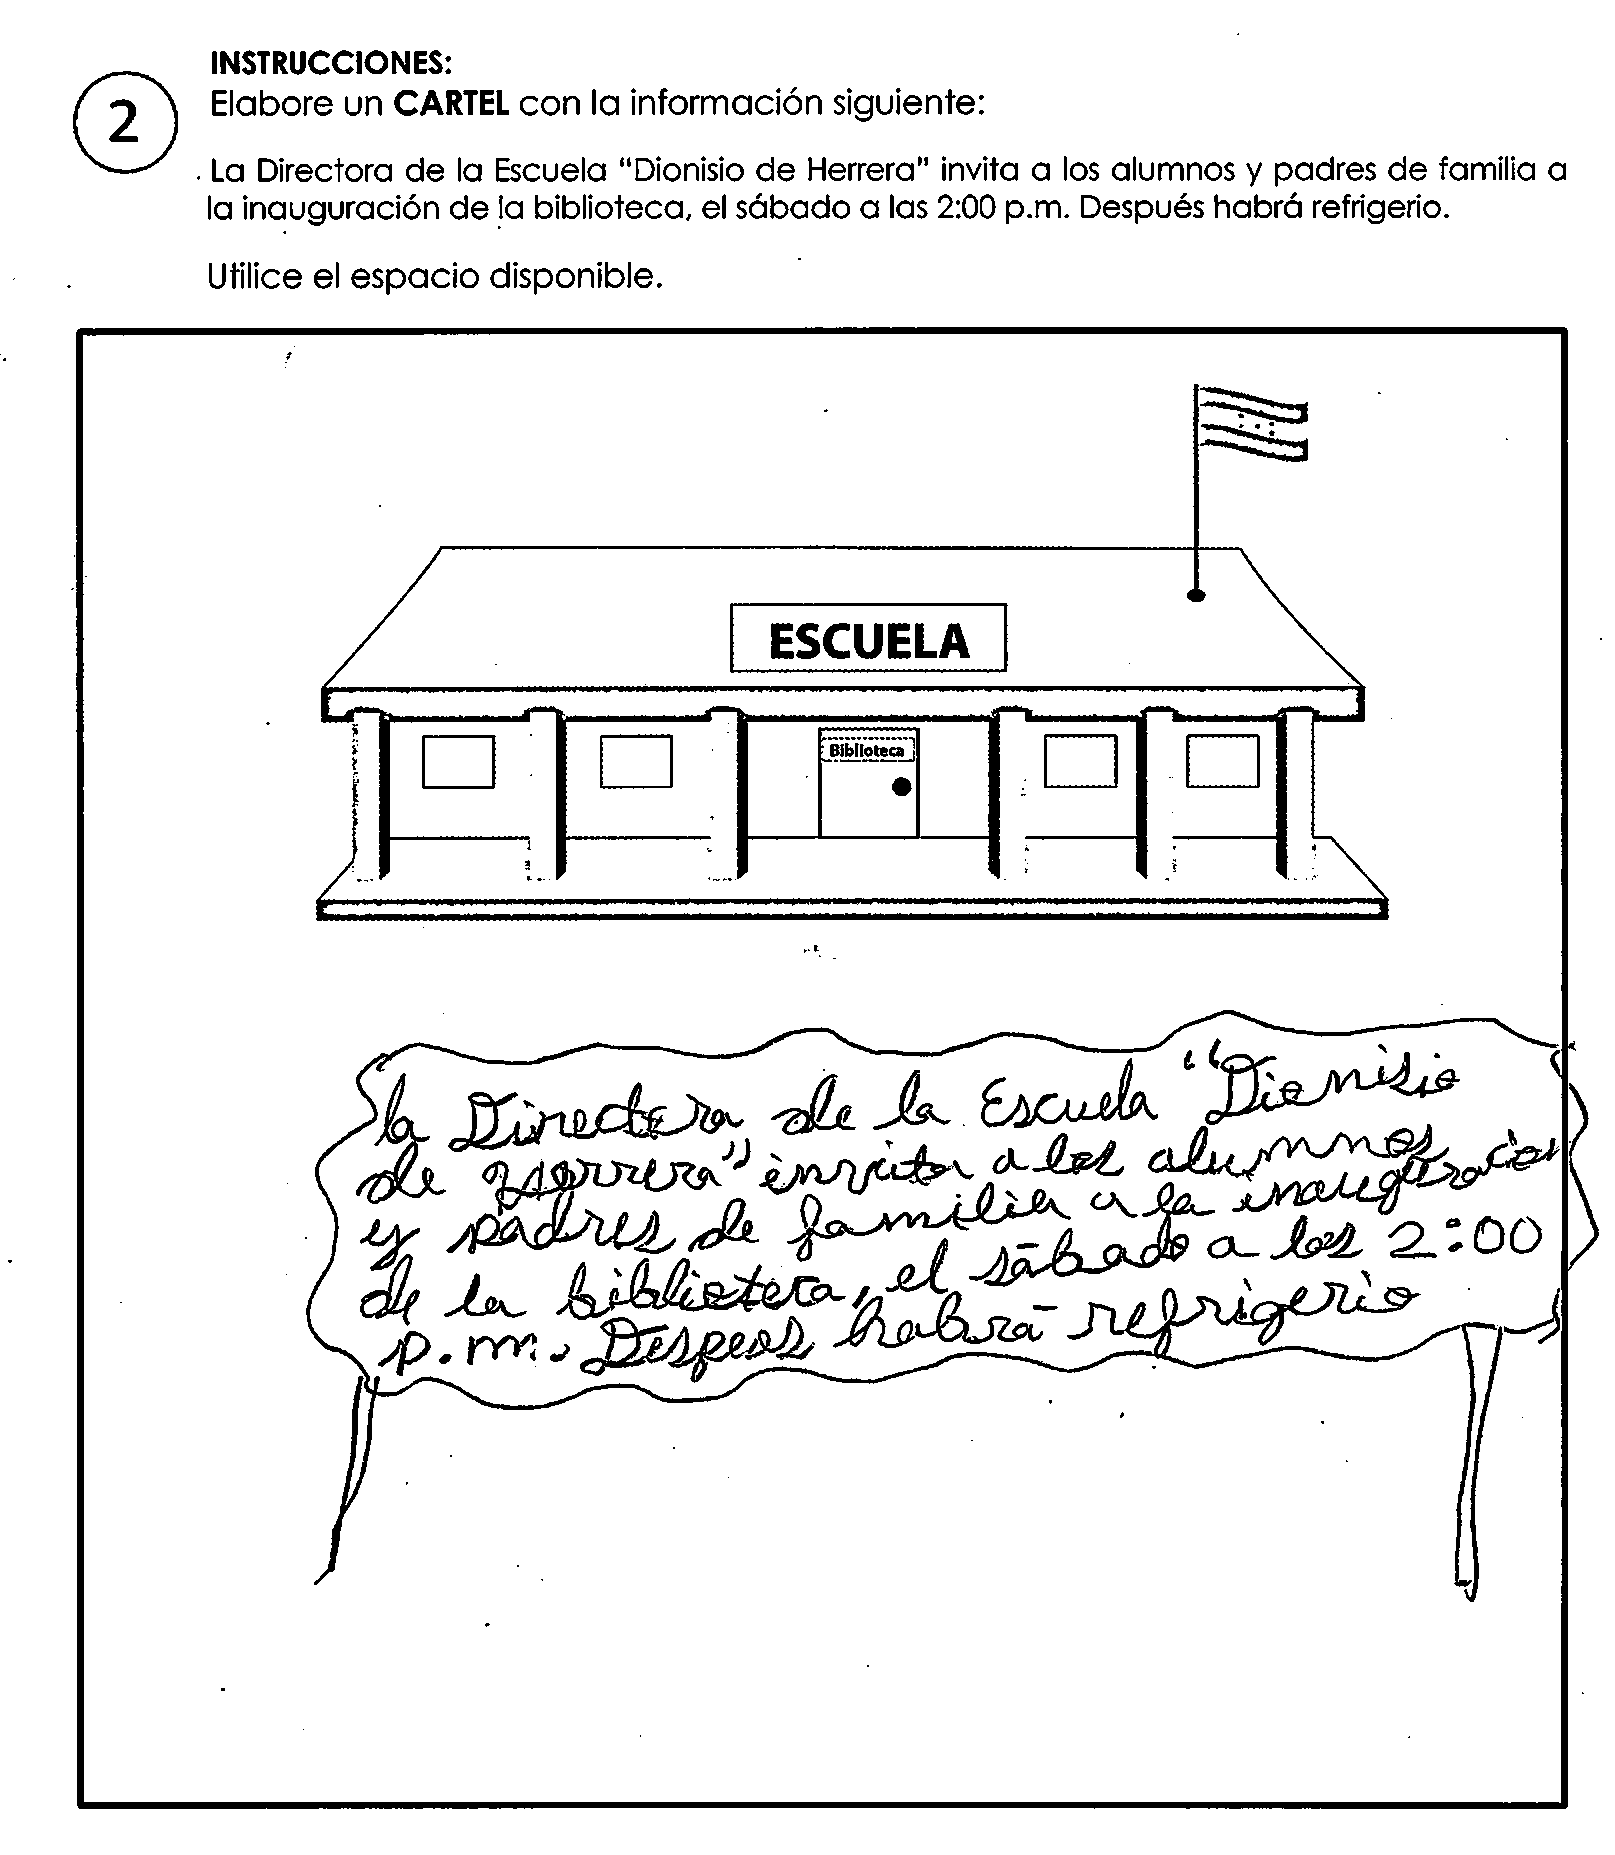 INSTRUCCIONES:
2
Elabore un CARTEL con la información siguiente:
La Directora de la Escuela "Dionisio de Herrera" invita a los alumnos y padres de familia a
la inauguración de la biblioteca, el sábado a las 2:00 p.m. Después habrá refrigerio.
Utilice el espacio disponible.
ESCUELA
Biblioteca
la Directora de la Escuela "Dionisio
de Herrera" invita a los alumnos
y padres de familia a la inauguracion
de la biblioteca, el sábado a las 2:00
p.m. Despues habrá refrigerio